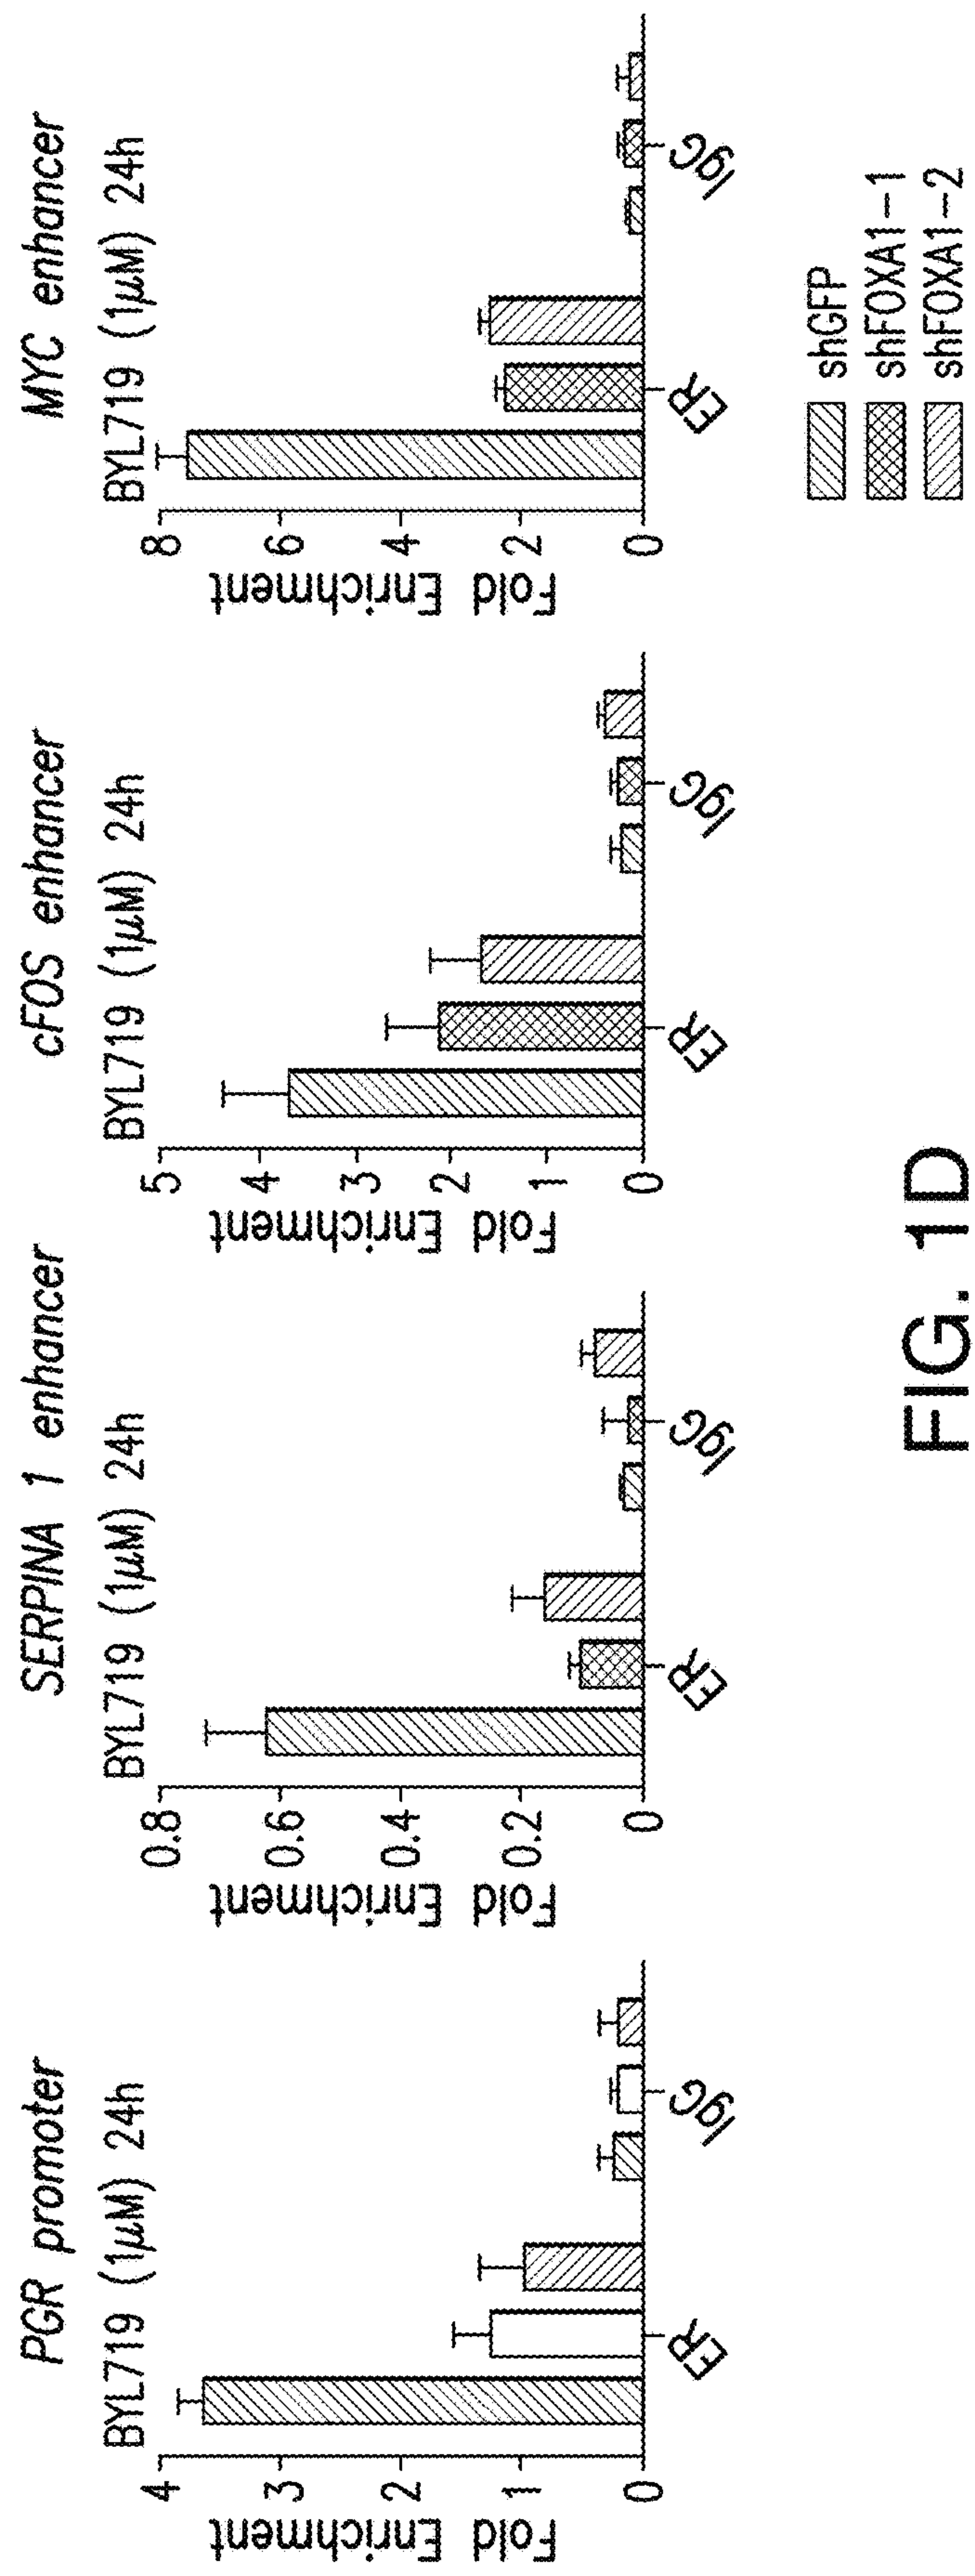 PGR promoter
BYL719 (1μM) 24h
Fold Enrichment
4
3
2
1
0
ER
IgG
SERPINA 1 enhancer
BYL719 (1μM) 24h
Fold Enrichment
0.8
0.6
0.4
0.2
0
ER
IgG
cFOS enhancer
BYL719 (1μM) 24h
Fold Enrichment
5
4
3
2
1
0
ER
IgG
MYC enhancer
BYL719 (1μM) 24h
Fold Enrichment
8
6
4
2
0
ER
IgG
shGFP
shFOXA1-1
shFOXA1-2
FIG. 1D